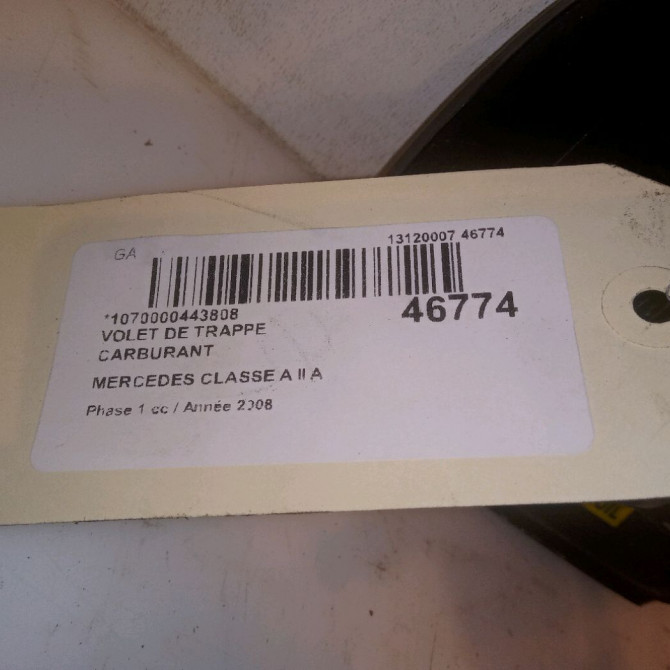 GA
13120007 46774
*1070000443808
46774
VOLET DE TRAPPE
CARBURANT
MERCEDES CLASSE A II A
Phase 1 cc / Année 2008